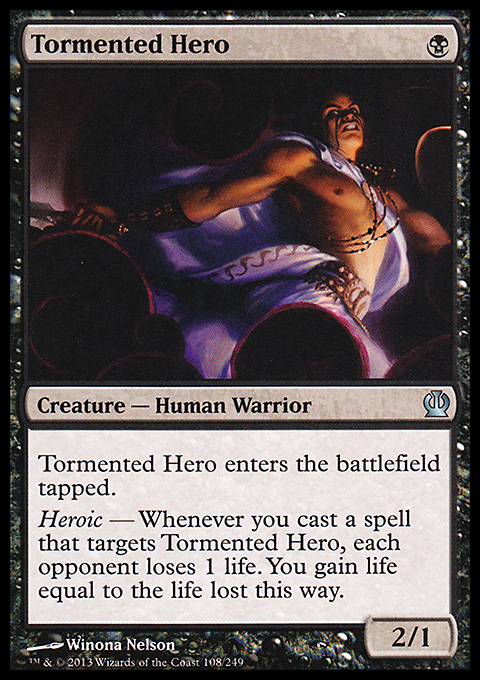 Tormented Hero
Creature — Human Warrior
Tormented Hero enters the battlefield
tapped.
Heroic — Whenever you cast a spell
that targets Tormented Hero, each
opponent loses 1 life. You gain life
equal to the life lost this way.
2/1
Winona Nelson
™ & © 2013 Wizards of the Coast 108/249